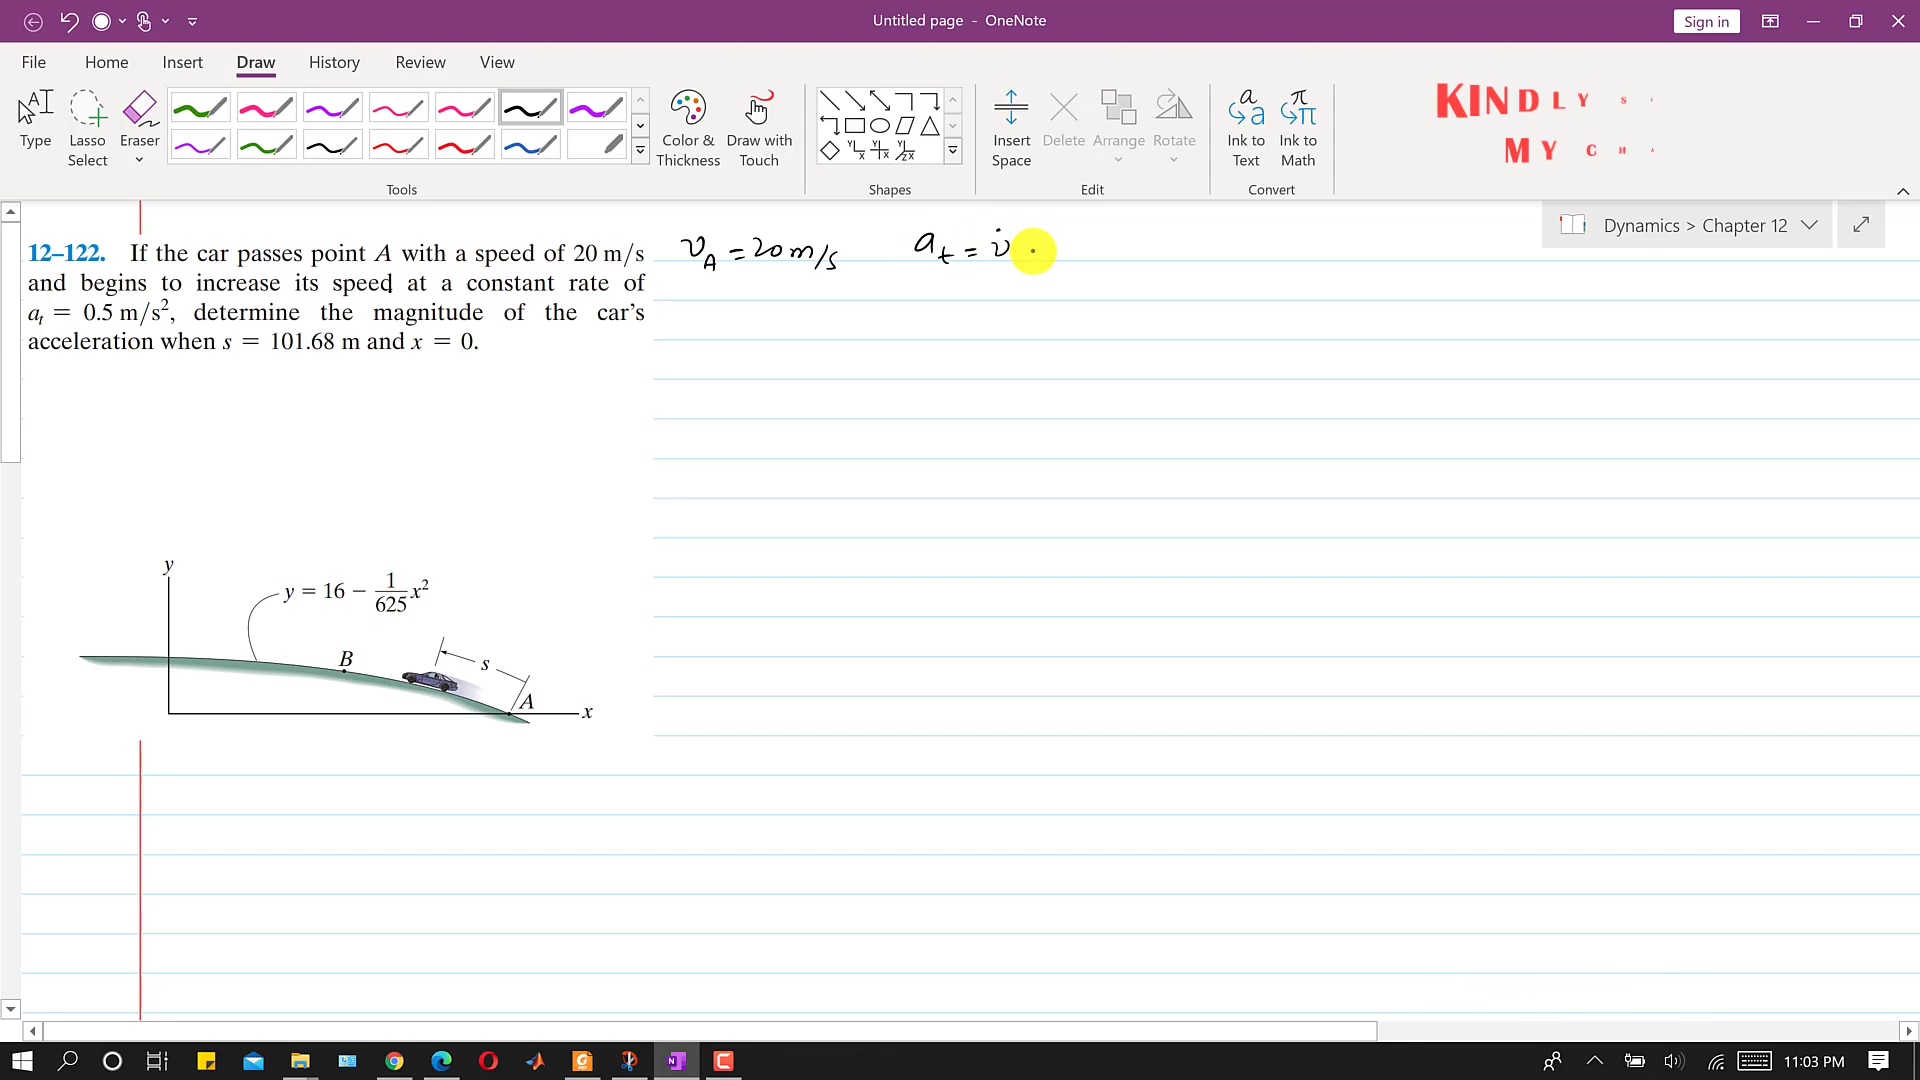 Untitled page - OneNote
Sign in
File Home Insert Draw History Review View
Type
Lasso Select
Eraser
Color & Thickness
Draw with Touch
Insert Space
Delete
Arrange
Rotate
Ink to Text
Ink to Math
Tools
Shapes
Edit
Convert
KINDLY S
MY CHA
Dynamics > Chapter 12
12–122. If the car passes point A with a speed of 20 m/s
and begins to increase its speed at a constant rate of
aₜ = 0.5 m/s², determine the magnitude of the car's
acceleration when s = 101.68 m and x = 0.
v_A = 20 m/s
a_t = v̇
y
y = 16 − 1/625 x²
B
s
A
x
11:03 PM